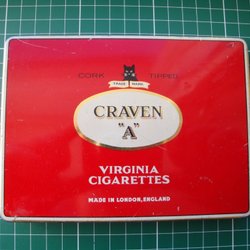 CORK TIPPED
TRADE MARK
CRAVEN
"A"
VIRGINIA
CIGARETTES
MADE IN LONDON, ENGLAND